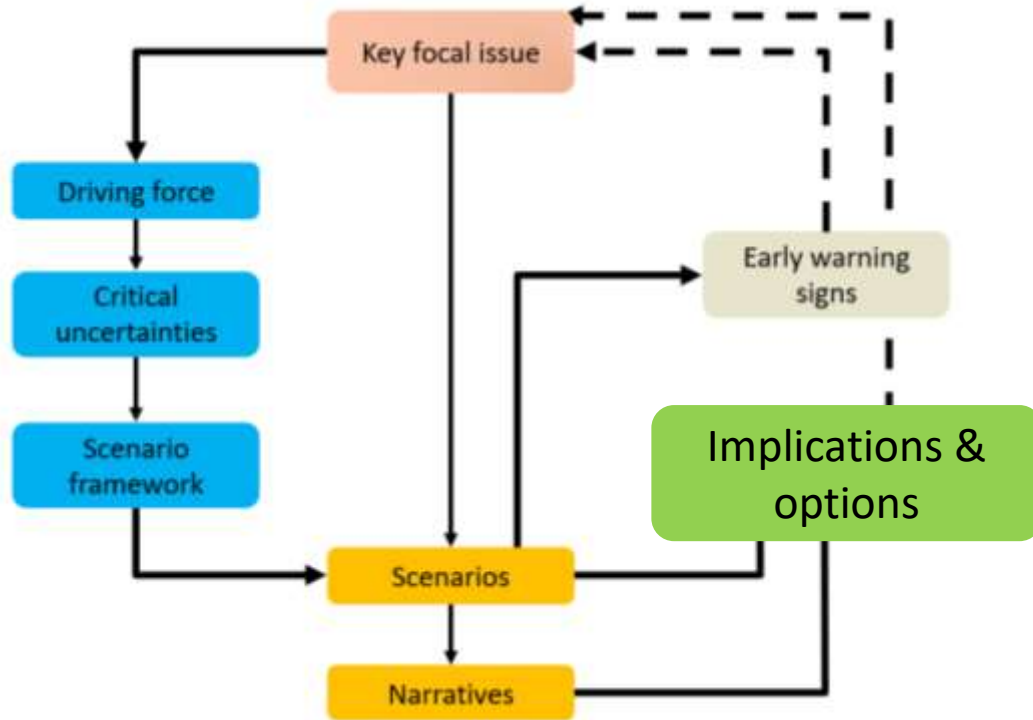 Key focal issue
Driving force
Critical
uncertainties
Scenario
framework
Early warning
signs
Implications &
options
Scenarios
Narratives